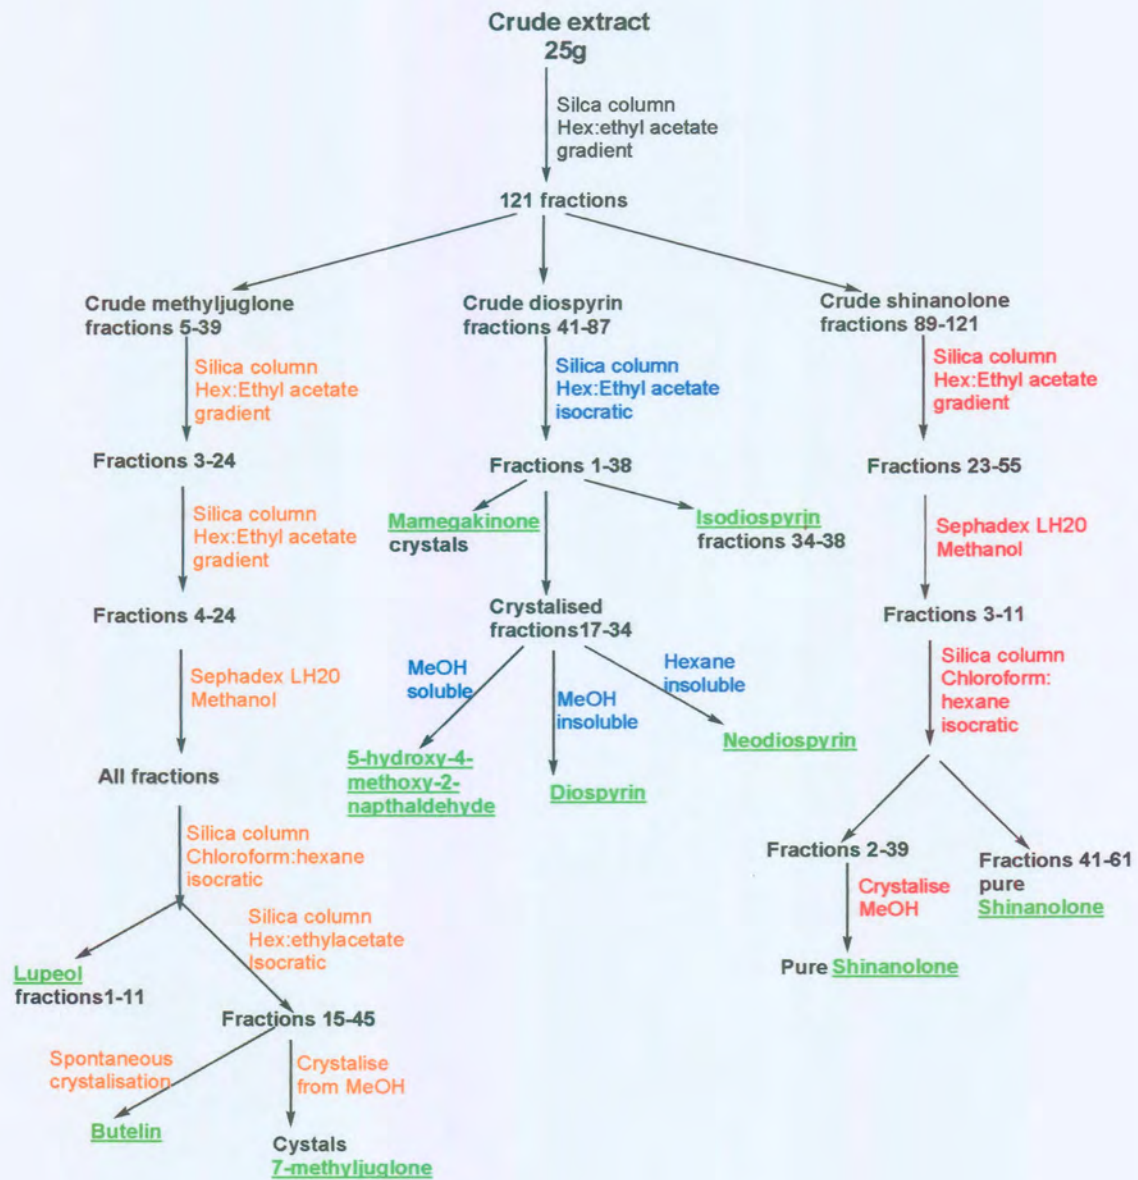 Crude extract
25g
Silca column
Hex:ethyl acetate
gradient
121 fractions
Crude methyljuglone
fractions 5-39
Silica column
Hex:Ethyl acetate
gradient
Fractions 3-24
Silica column
Hex:Ethyl acetate
gradient
Fractions 4-24
Sephadex LH20
Methanol
All fractions
Silica column
Chloroform:hexane
isocratic
Lupeol
fractions1-11
Silica column
Hex:ethylacetate
Isocratic
Fractions 15-45
Spontaneous
crystalisation
Butelin
Crystalise
from MeOH
Cystals
7-methyljuglone
Crude diospyrin
fractions 41-87
Silica column
Hex:Ethyl acetate
isocratic
Fractions 1-38
Mamegakinone
crystals
Isodiospyrin
fractions 34-38
Crystalised
fractions17-34
MeOH
soluble
5-hydroxy-4-
methoxy-2-
napthaldehyde
MeOH
insoluble
Diospyrin
Hexane
insoluble
Neodiospyrin
Crude shinanolone
fractions 89-121
Silica column
Hex:Ethyl acetate
gradient
Fractions 23-55
Sephadex LH20
Methanol
Fractions 3-11
Silica column
Chloroform:
hexane
isocratic
Fractions 2-39
Crystalise
MeOH
Pure Shinanolone
Fractions 41-61
pure
Shinanolone